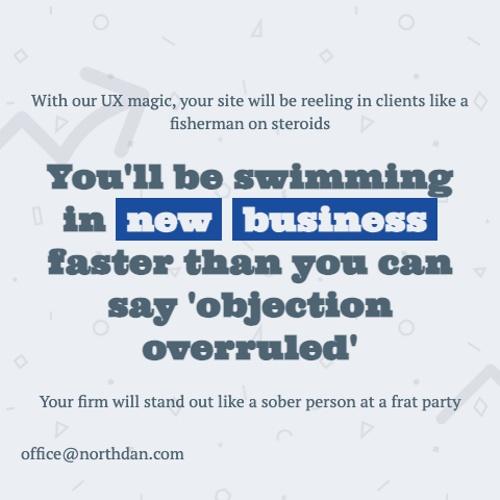 With our UX magic, your site will be reeling in clients like a
fisherman on steroids
You'll be swimming
in new business
faster than you can
say 'objection
overruled'
Your firm will stand out like a sober person at a frat party
office@northdan.com